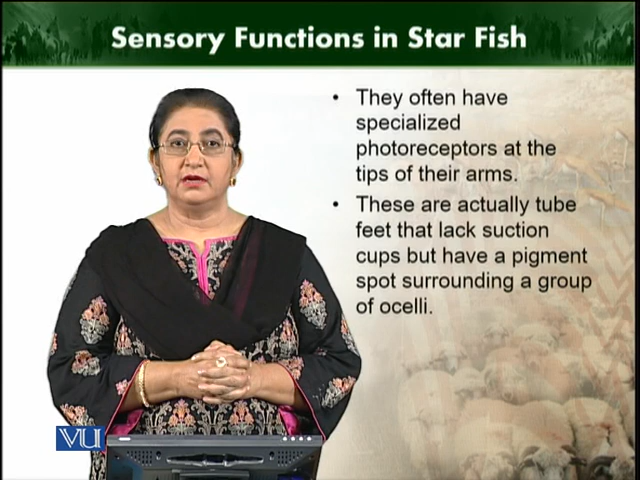 Sensory Functions in Star Fish
• They often have
specialized
photoreceptors at the
tips of their arms.
• These are actually tube
feet that lack suction
cups but have a pigment
spot surrounding a group
of ocelli.
VU